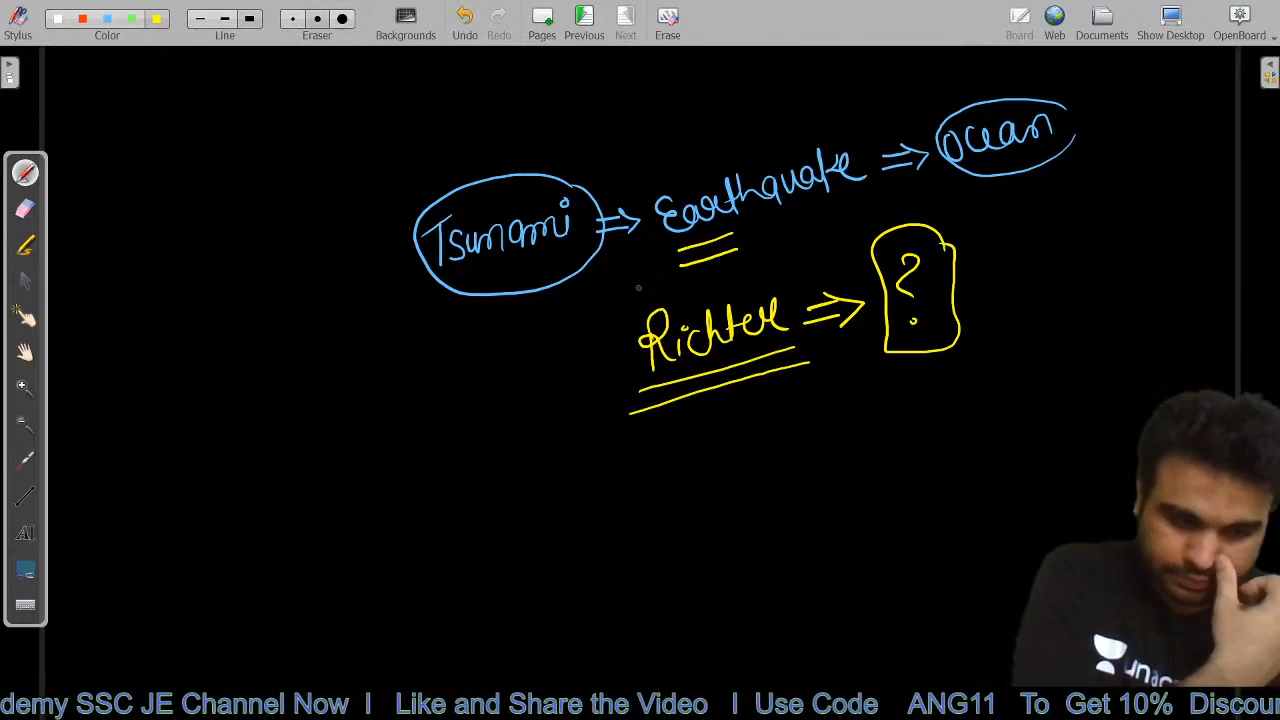 Stylus Color Line Eraser Backgrounds Undo Redo Pages Previous Next Erase Board Web Documents Show Desktop OpenBoard
Tsunami ⇒ Earthquake ⇒ Ocean
Richter ⇒ ?
AI
demy SSC JE Channel Now I Like and Share the Video I Use Code ANG11 To Get 10% Discou